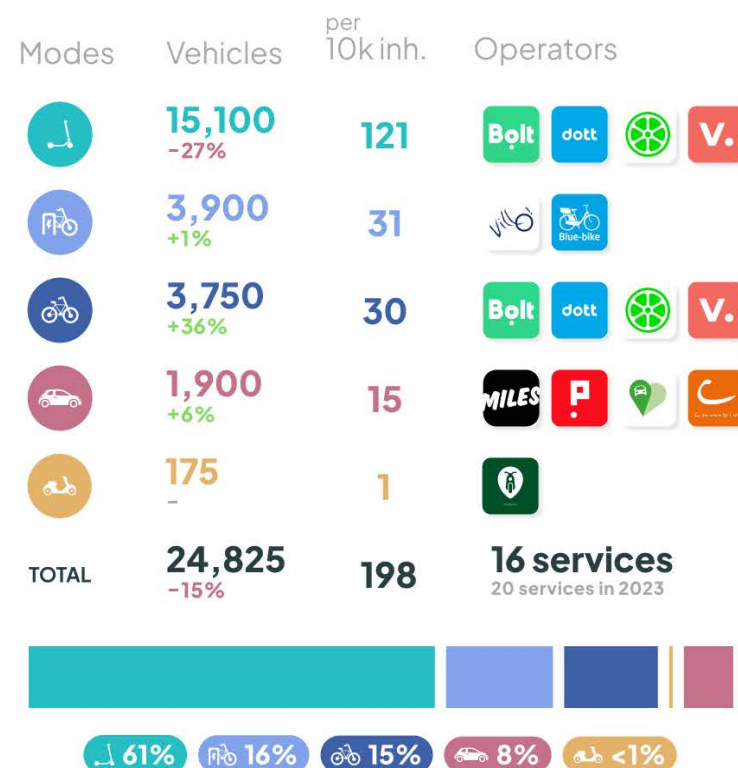 Modes Vehicles per 10k inh. Operators
15,100 121 Bolt dott V.
-27%
3,900 31 Villo! Blue-bike
+1%
3,750 30 Bolt dott V.
+36%
1,900 15 MILES P
+6%
175 1
-
TOTAL 24,825 198 16 services
-15% 20 services in 2023
61% 16% 15% 8% <1%